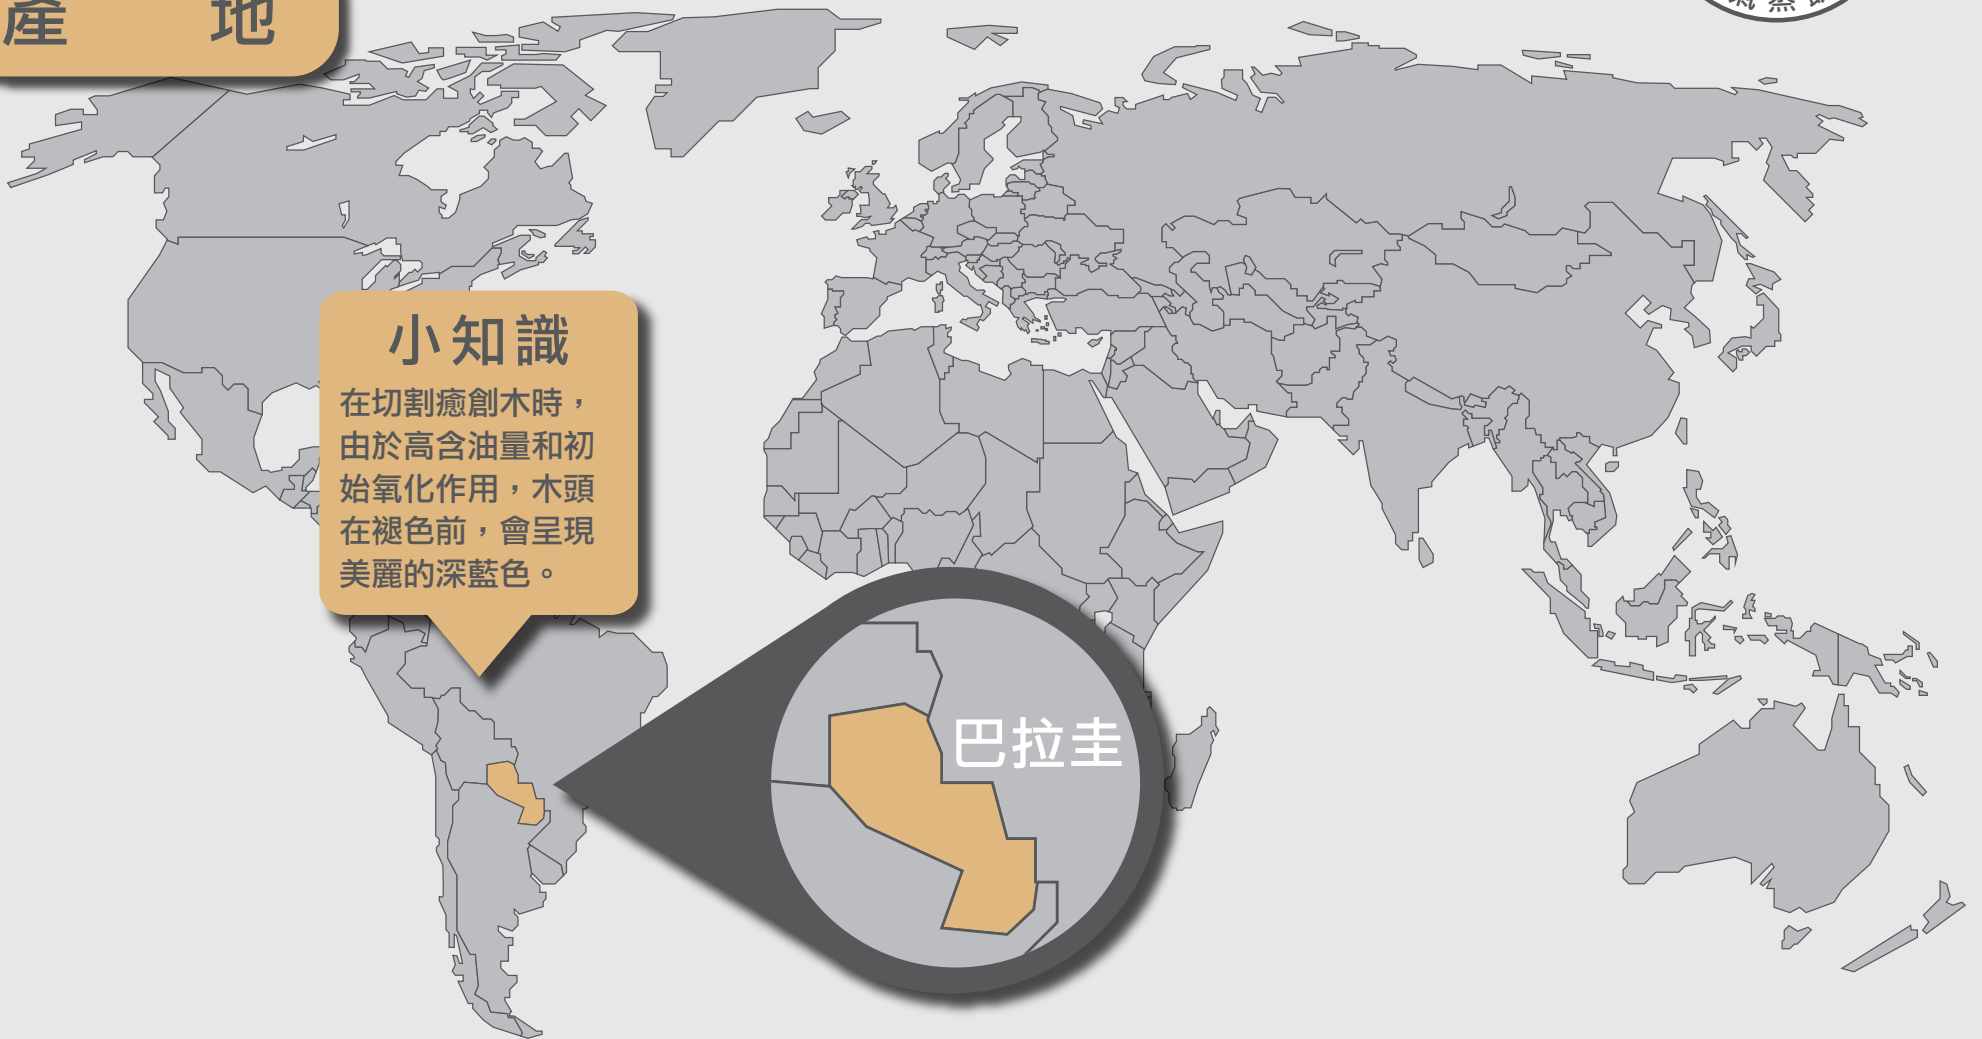 產 地
小知識
在切割癒創木時，
由於高含油量和初
始氧化作用，木頭
在褪色前，會呈現
美麗的深藍色。
巴拉圭